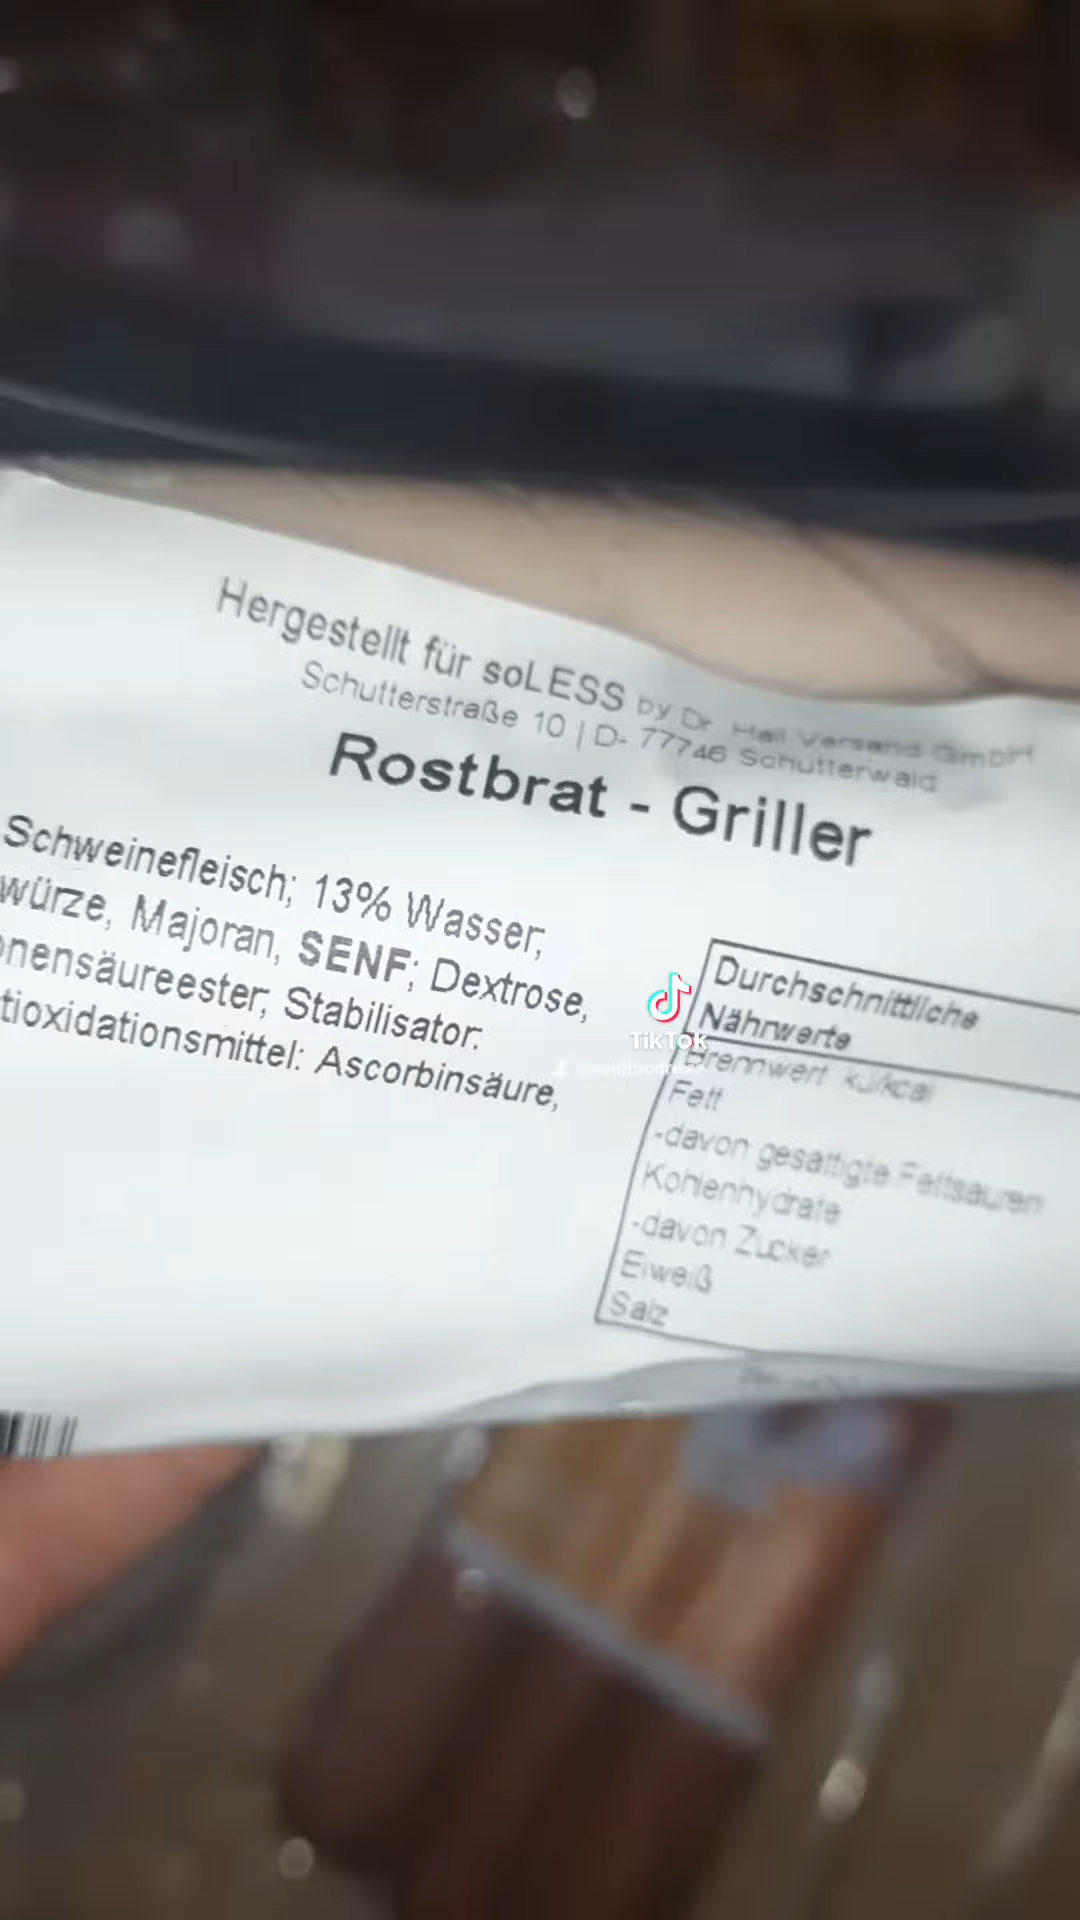 Hergestellt für soLESS by Dr. Hall Versand GmbH
Schutterstraße 10 | D- 77746 Schutterwald
Rostbrat - Griller
Schweinefleisch; 13% Wasser;
würze, Majoran, SENF; Dextrose,
onensäureester; Stabilisator:
tioxidationsmittel: Ascorbinsäure,
Durchschnittliche
Nährwerte
Brennwert kJ/kcal
Fett
-davon gesättigte Fettsäuren
Kohlenhydrate
-davon Zucker
Eiweiß
Salz
TikTok